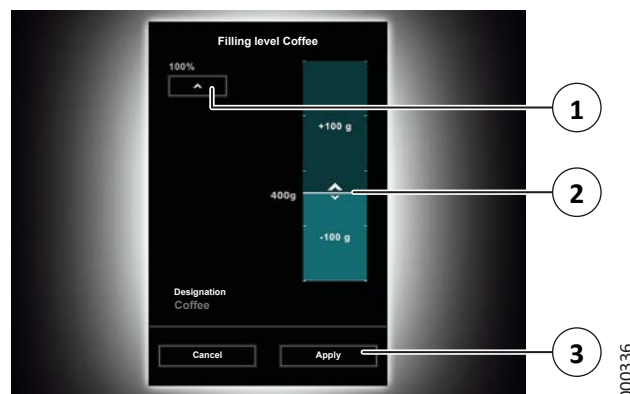 Filling level Coffee
100%
+100 g
400g
-100 g
Designation
Coffee
Cancel
Apply
1
2
3
000336